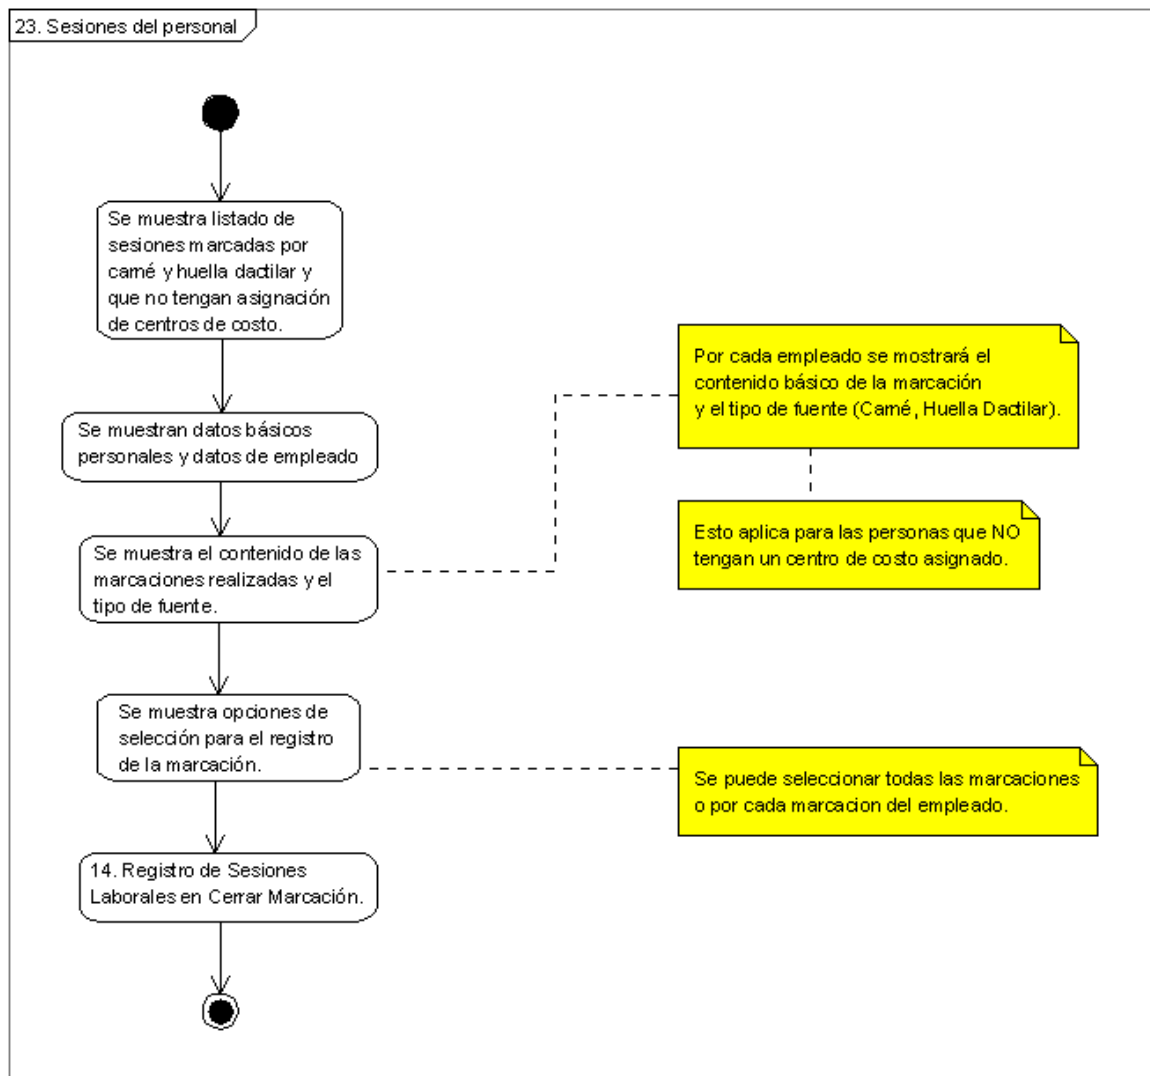 23. Sesiones del personal
Se muestra listado de
sesiones marcadas por
carné y huella dactilar y
que no tengan asignación
de centros de costo.
Se muestran datos básicos
personales y datos de empleado
Se muestra el contenido de las
marcaciones realizadas y el
tipo de fuente.
Se muestra opciones de
selección para el registro
de la marcación.
14. Registro de Sesiones
Laborales en Cerrar Marcación.
Por cada empleado se mostrará el
contenido básico de la marcación
y el tipo de fuente (Carné, Huella Dactilar).
Esto aplica para las personas que NO
tengan un centro de costo asignado.
Se puede seleccionar todas las marcaciones
o por cada marcacion del empleado.